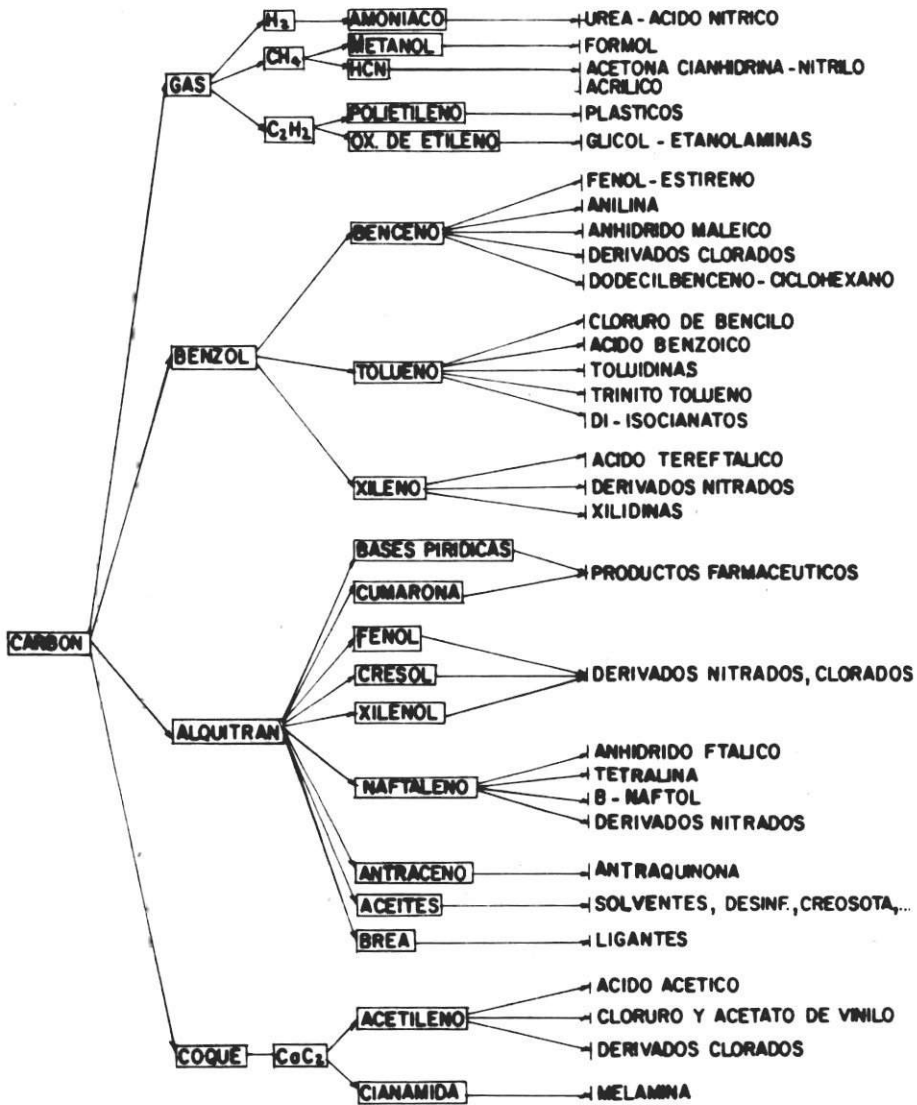 H₂
AMONIACO
UREA - ACIDO NITRICO
CH₄
METANOL
FORMOL
HCN
ACETONA CIANHIDRINA - NITRILO
ACRILICO
GAS
C₂H₂
POLIETILENO
PLASTICOS
OX. DE ETILENO
GLICOL - ETANOLAMINAS
BENZOL
BENCENO
FENOL - ESTIRENO
ANILINA
ANHIDRIDO MALEICO
DERIVADOS CLORADOS
DODECILBENCENO - CICLOHEXANO
TOLUENO
CLORURO DE BENCILO
ACIDO BENZOICO
TOLUIDINAS
TRINITO TOLUENO
DI - ISOCIANATOS
XILENO
ACIDO TEREFTALICO
DERIVADOS NITRADOS
XILIDINAS
CARBON
ALQUITRAN
BASES PIRIDICAS
CUMARONA
PRODUCTOS FARMACEUTICOS
FENOL
CRESOL
XILENOL
DERIVADOS NITRADOS, CLORADOS
NAFTALENO
ANHIDRIDO FTALICO
TETRALINA
B - NAFTOL
DERIVADOS NITRADOS
ANTRACENO
ANTRAQUINONA
ACEITES
SOLVENTES, DESINF., CREOSOTA,...
BREA
LIGANTES
COQUE
CaC₂
ACETILENO
ACIDO ACETICO
CLORURO Y ACETATO DE VINILO
DERIVADOS CLORADOS
CIANAMIDA
MELAMINA